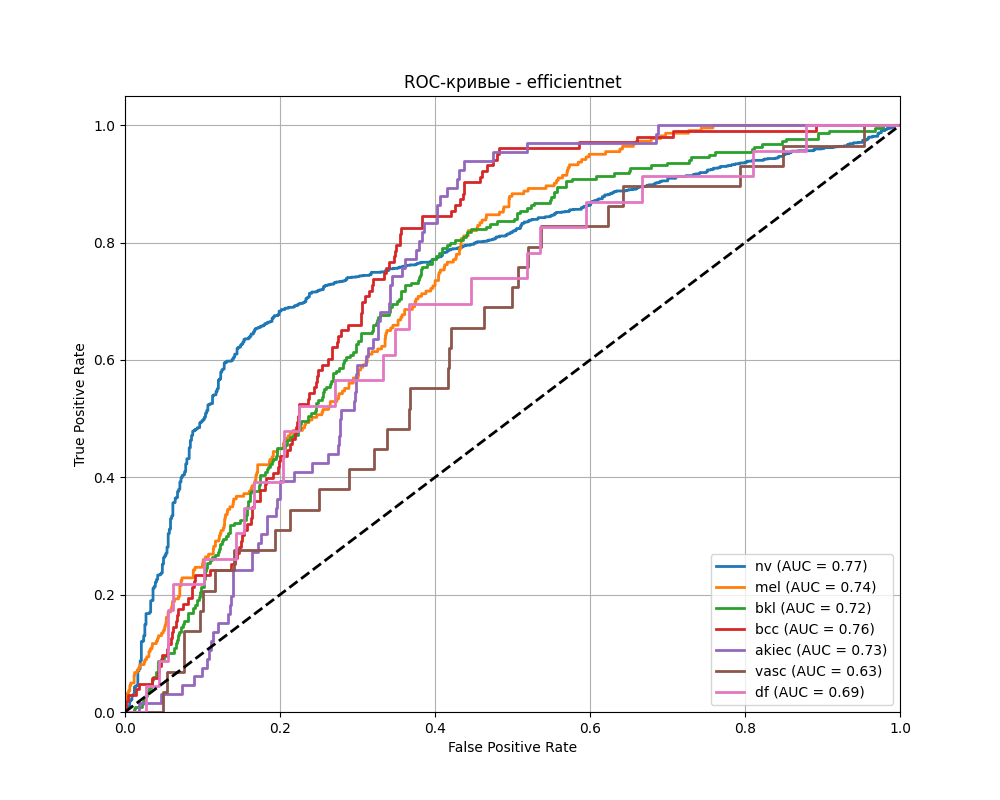 ROC-кривые - efficientnet
True Positive Rate
1.0
0.8
0.6
0.4
0.2
0.0
0.0 0.2 0.4 0.6 0.8 1.0
False Positive Rate
nv (AUC = 0.77)
mel (AUC = 0.74)
bkl (AUC = 0.72)
bcc (AUC = 0.76)
akiec (AUC = 0.73)
vasc (AUC = 0.63)
df (AUC = 0.69)